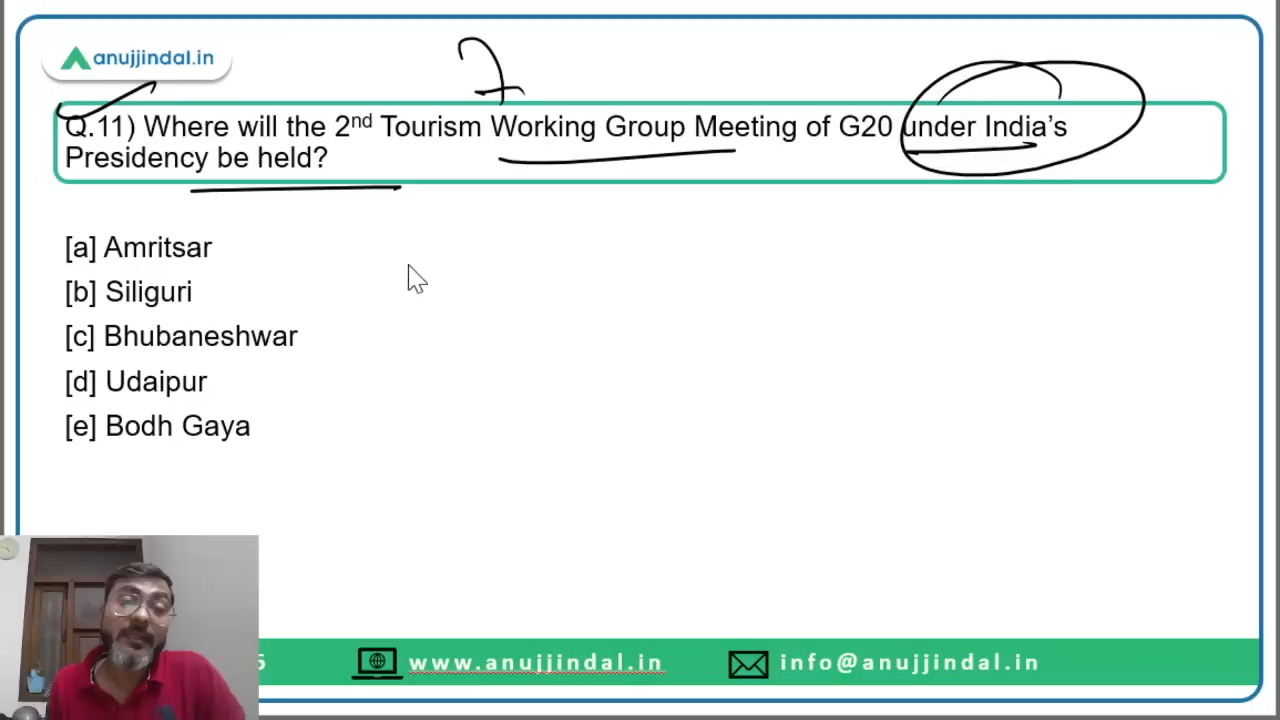 anujjindal.in
Q.11) Where will the 2nd Tourism Working Group Meeting of G20 under India's
Presidency be held?
[a] Amritsar
[b] Siliguri
[c] Bhubaneshwar
[d] Udaipur
[e] Bodh Gaya
5 www.anujjindal.in info@anujjindal.in